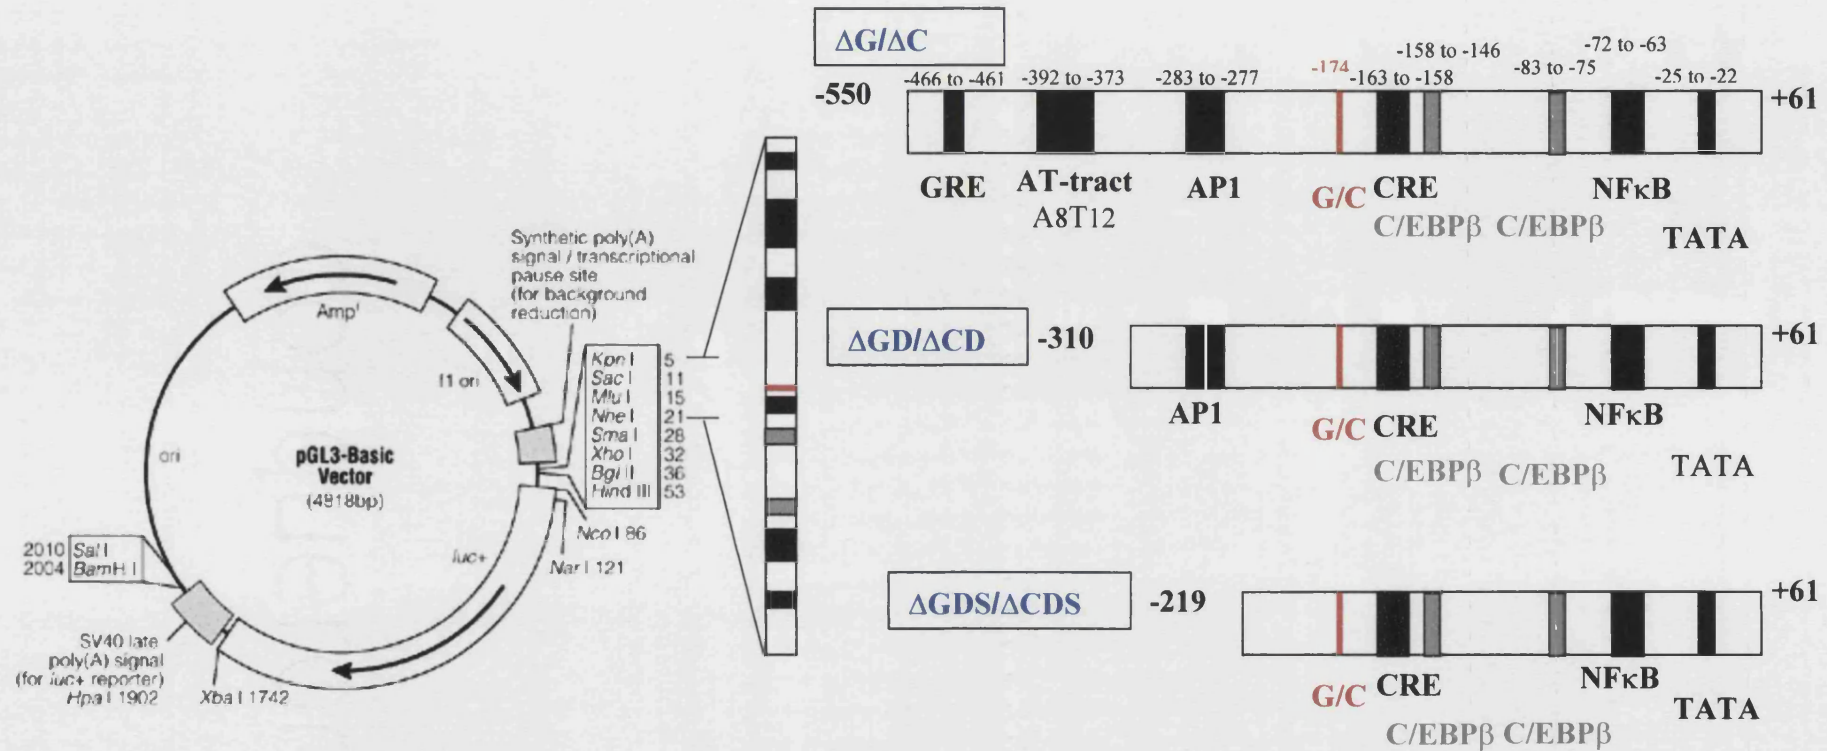 ΔG/ΔC
-158 to -146
-72 to -63
-466 to -461
-392 to -373
-283 to -277
-174
-163 to -158
-83 to -75
-25 to -22
-550
+61
GRE
AT-tract
A8T12
AP1
G/C
CRE
C/EBPβ
C/EBPβ
NFκB
TATA
ΔGD/ΔCD
-310
+61
AP1
G/C
CRE
C/EBPβ
C/EBPβ
NFκB
TATA
ΔGDS/ΔCDS
-219
+61
G/C
CRE
C/EBPβ
C/EBPβ
NFκB
TATA
Synthetic poly(A)
signal / transcriptional
pause site
(for background
reduction)
Ampʳ
f1 ori
ori
pGL3-Basic
Vector
(4818bp)
Kpn I 5
Sac I 11
Mlu I 15
Nhe I 21
Sma I 28
Xho I 32
Bgl II 36
Hind III 53
Nco I 86
Nar I 121
luc+
2010 Sal I
2004 BamH I
SV40 late
poly(A) signal
(for luc+ reporter)
Hpa I 1902
Xba I 1742